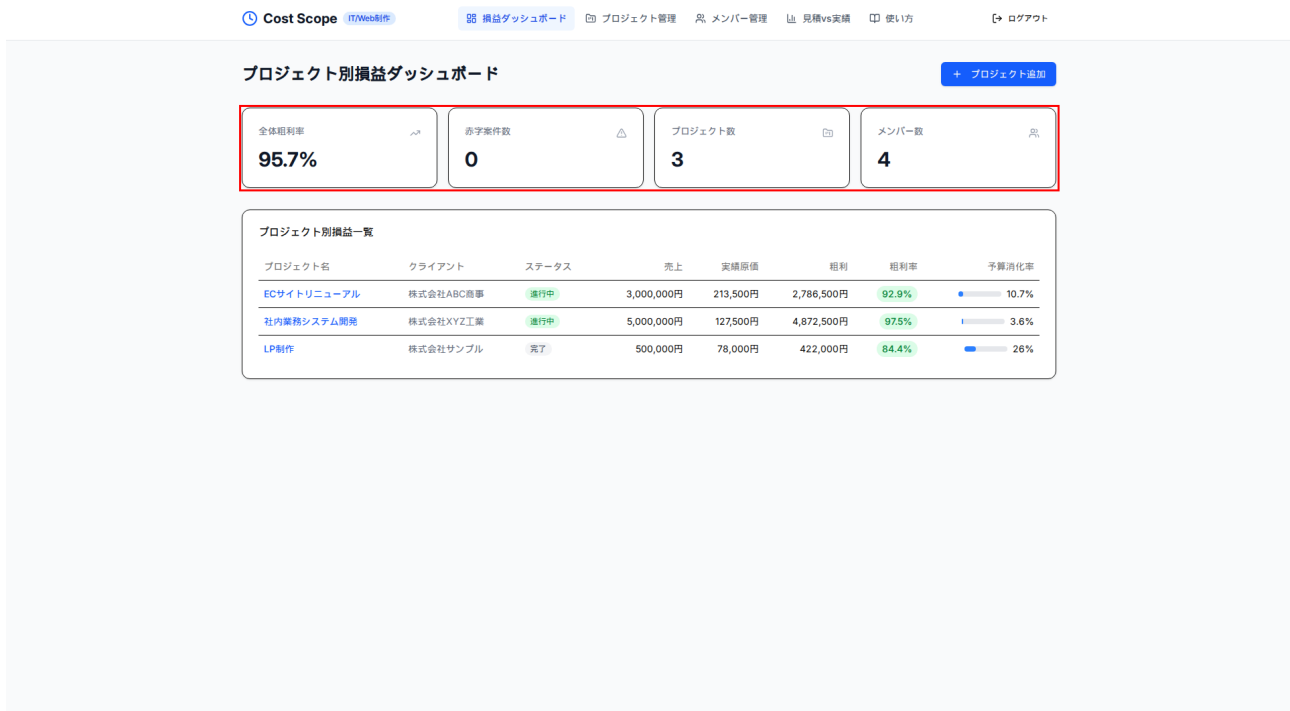 Cost Scope IT/Web制作 損益ダッシュボード プロジェクト管理 メンバー管理 見積vs実績 使い方 ログアウト
プロジェクト別損益ダッシュボード
+ プロジェクト追加
全体粗利率
95.7%
赤字案件数
0
プロジェクト数
3
メンバー数
4
プロジェクト別損益一覧
プロジェクト名 クライアント ステータス 売上 実績原価 粗利 粗利率 予算消化率
ECサイトリニューアル 株式会社ABC商事 進行中 3,000,000円 213,500円 2,786,500円 92.9% 10.7%
社内業務システム開発 株式会社XYZ工業 進行中 5,000,000円 127,500円 4,872,500円 97.5% 3.6%
LP制作 株式会社サンプル 完了 500,000円 78,000円 422,000円 84.4% 26%